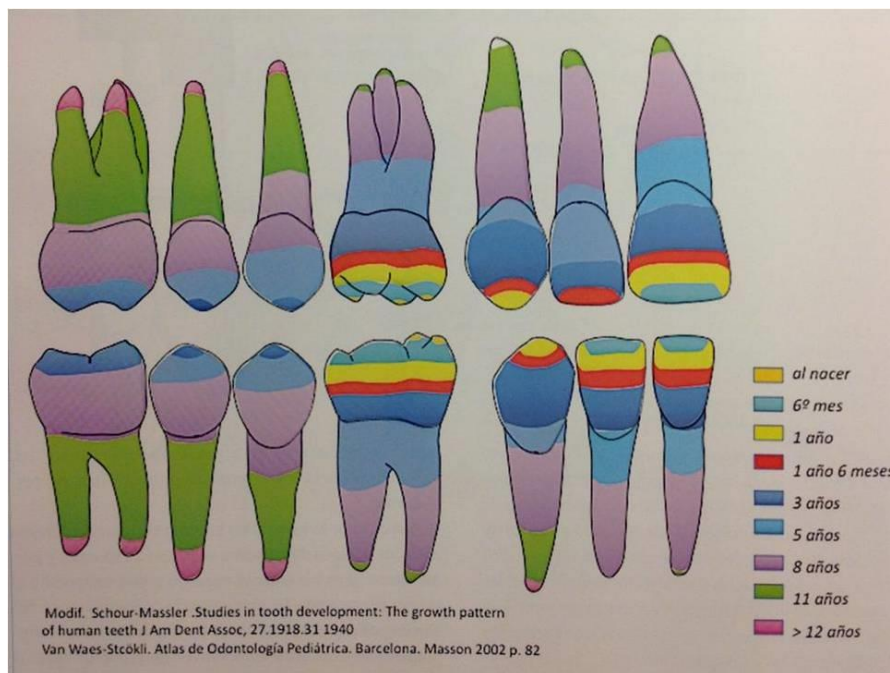 al nacer
6º mes
1 año
1 año 6 meses
3 años
5 años
8 años
11 años
> 12 años
Modif. Schour-Massler .Studies in tooth development: The growth pattern
of human teeth J Am Dent Assoc, 27.1918.31 1940
Van Waes-Stcökli. Atlas de Odontología Pediátrica. Barcelona. Masson 2002 p. 82